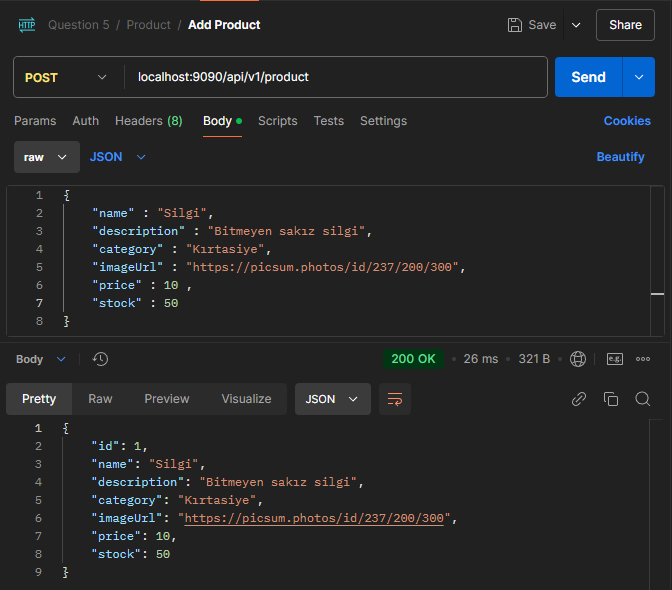 HTTP Question 5 / Product / Add Product Save Share
POST localhost:9090/api/v1/product Send
Params Auth Headers (8) Body Scripts Tests Settings Cookies
raw JSON Beautify
1 {
2 "name" : "Silgi",
3 "description" : "Bitmeyen sakız silgi",
4 "category" : "Kırtasiye",
5 "imageUrl" : "https://picsum.photos/id/237/200/300",
6 "price" : 10 ,
7 "stock" : 50
8 }
Body 200 OK • 26 ms • 321 B • e.g.
Pretty Raw Preview Visualize JSON
1 {
2 "id": 1,
3 "name": "Silgi",
4 "description": "Bitmeyen sakız silgi",
5 "category": "Kırtasiye",
6 "imageUrl": "https://picsum.photos/id/237/200/300",
7 "price": 10,
8 "stock": 50
9 }